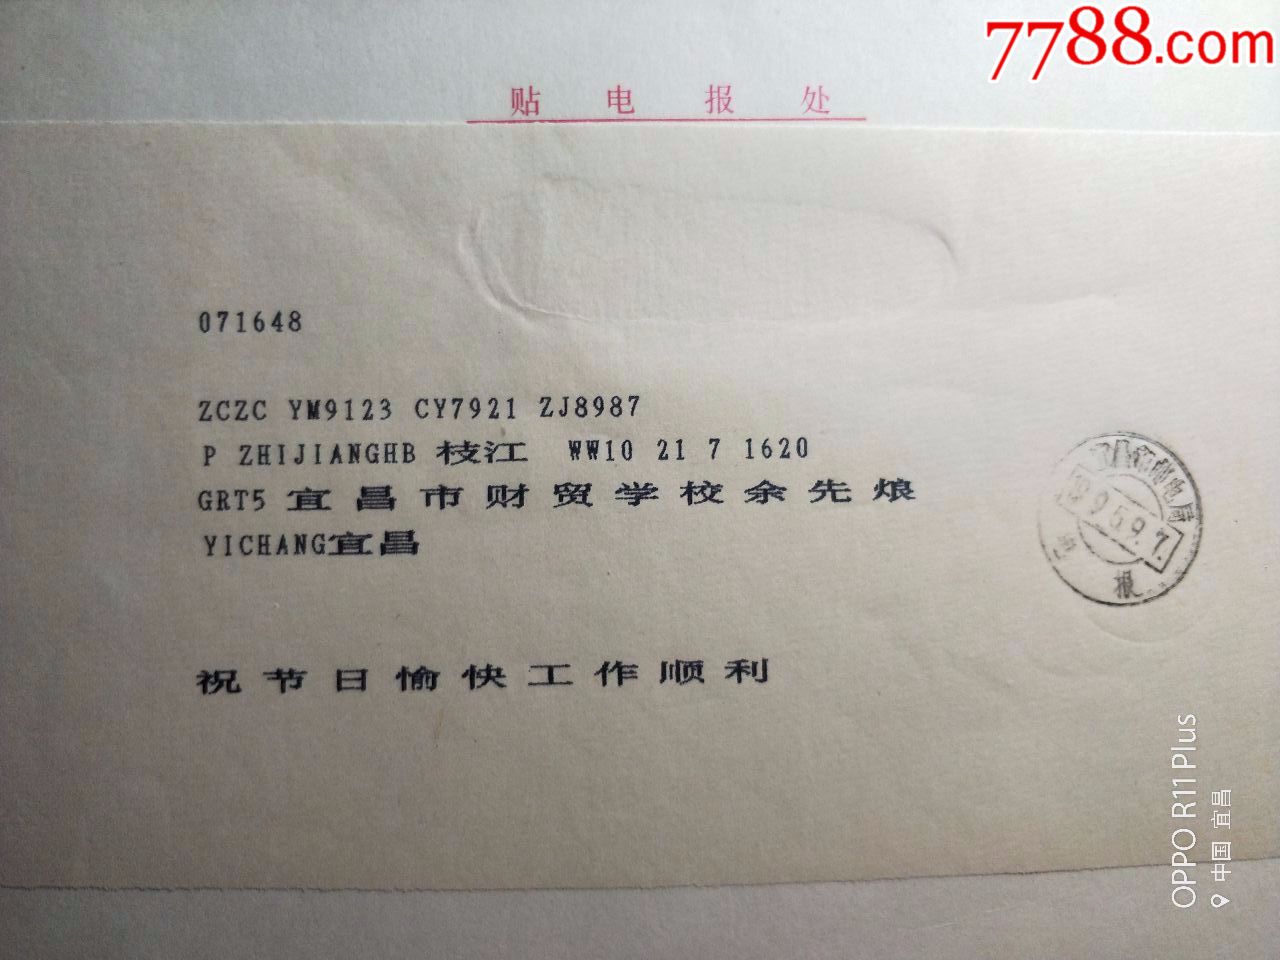 7788.com
贴电报处
071648
ZCZC YM9123 CY7921 ZJ8987
P ZHIJIANGHB 枝江 WW10 21 7 1620
GRT5 宜昌市财贸学校余先烺
YICHANG宜昌
祝节日愉快工作顺利
OPPO R11 Plus
中国 宜昌